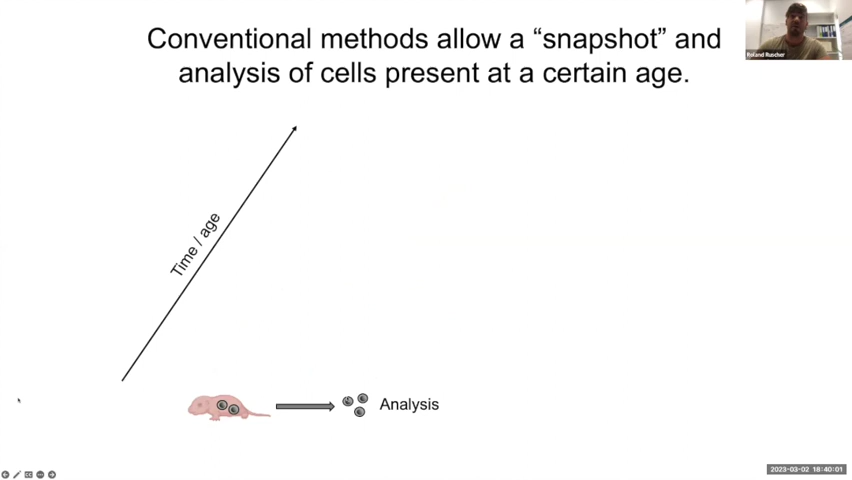 Conventional methods allow a “snapshot” and
analysis of cells present at a certain age.
Roland Ruscher
Time / age
Analysis
2023-03-02 18:40:01